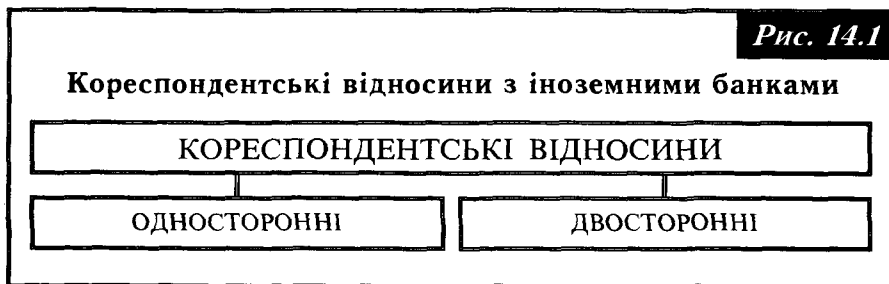 Рис. 14.1
Кореспондентські відносини з іноземними банками
КОРЕСПОНДЕНТСЬКІ ВІДНОСИНИ
ОДНОСТОРОННІ
ДВОСТОРОННІ